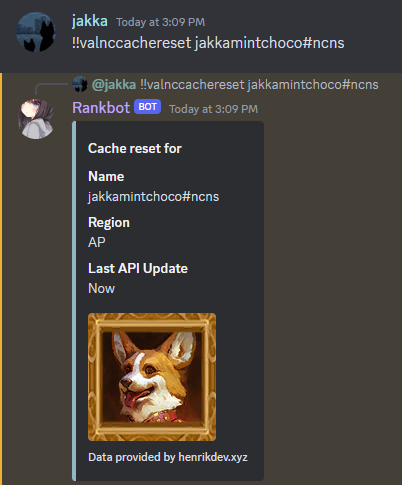 jakka Today at 3:09 PM
!!valnccachereset jakkamintchoco#ncns
@jakka !!valnccachereset jakkamintchoco#ncns
Rankbot BOT Today at 3:09 PM
Cache reset for
Name
jakkamintchoco#ncns
Region
AP
Last API Update
Now
Data provided by henrikdev.xyz